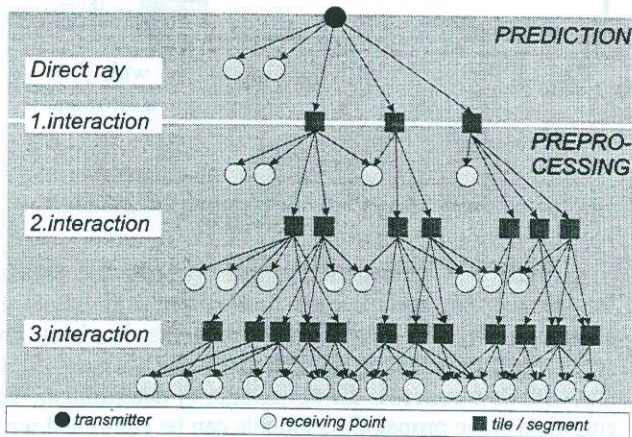 PREDICTION
Direct ray
1.interaction
PREPRO-
CESSING
2.interaction
3.interaction
transmitter
receiving point
tile / segment